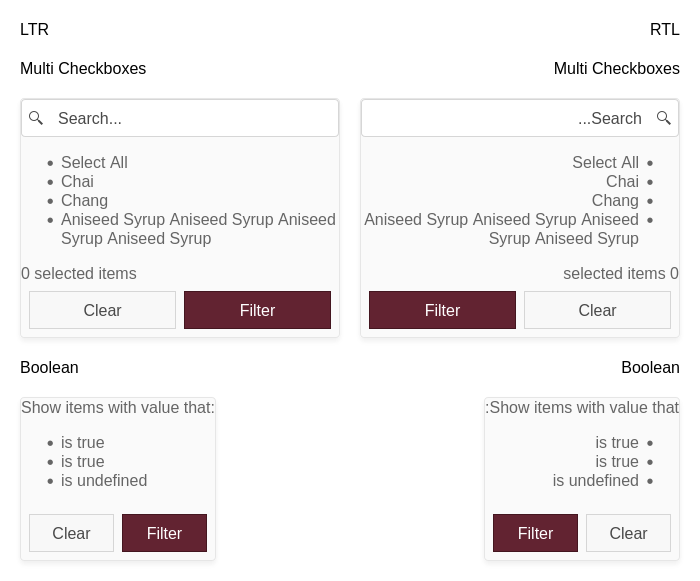 LTR
RTL
Multi Checkboxes
Multi Checkboxes
Search...
...Search
Select All
Chai
Chang
Aniseed Syrup Aniseed Syrup Aniseed
Syrup Aniseed Syrup
Select All
Chai
Chang
Aniseed Syrup Aniseed Syrup Aniseed
Syrup Aniseed Syrup
0 selected items
selected items 0
Clear
Filter
Filter
Clear
Boolean
Boolean
Show items with value that:
:Show items with value that
is true
is true
is undefined
is true
is true
is undefined
Clear
Filter
Filter
Clear